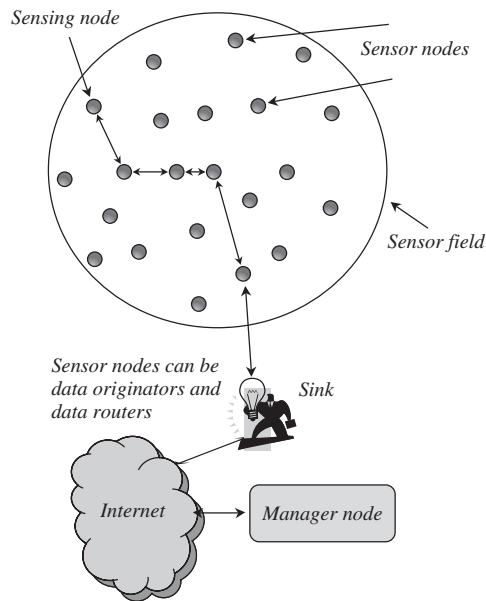 Sensing node
Sensor nodes
Sensor field
Sensor nodes can be
data originators and
data routers
Sink
Internet
Manager node